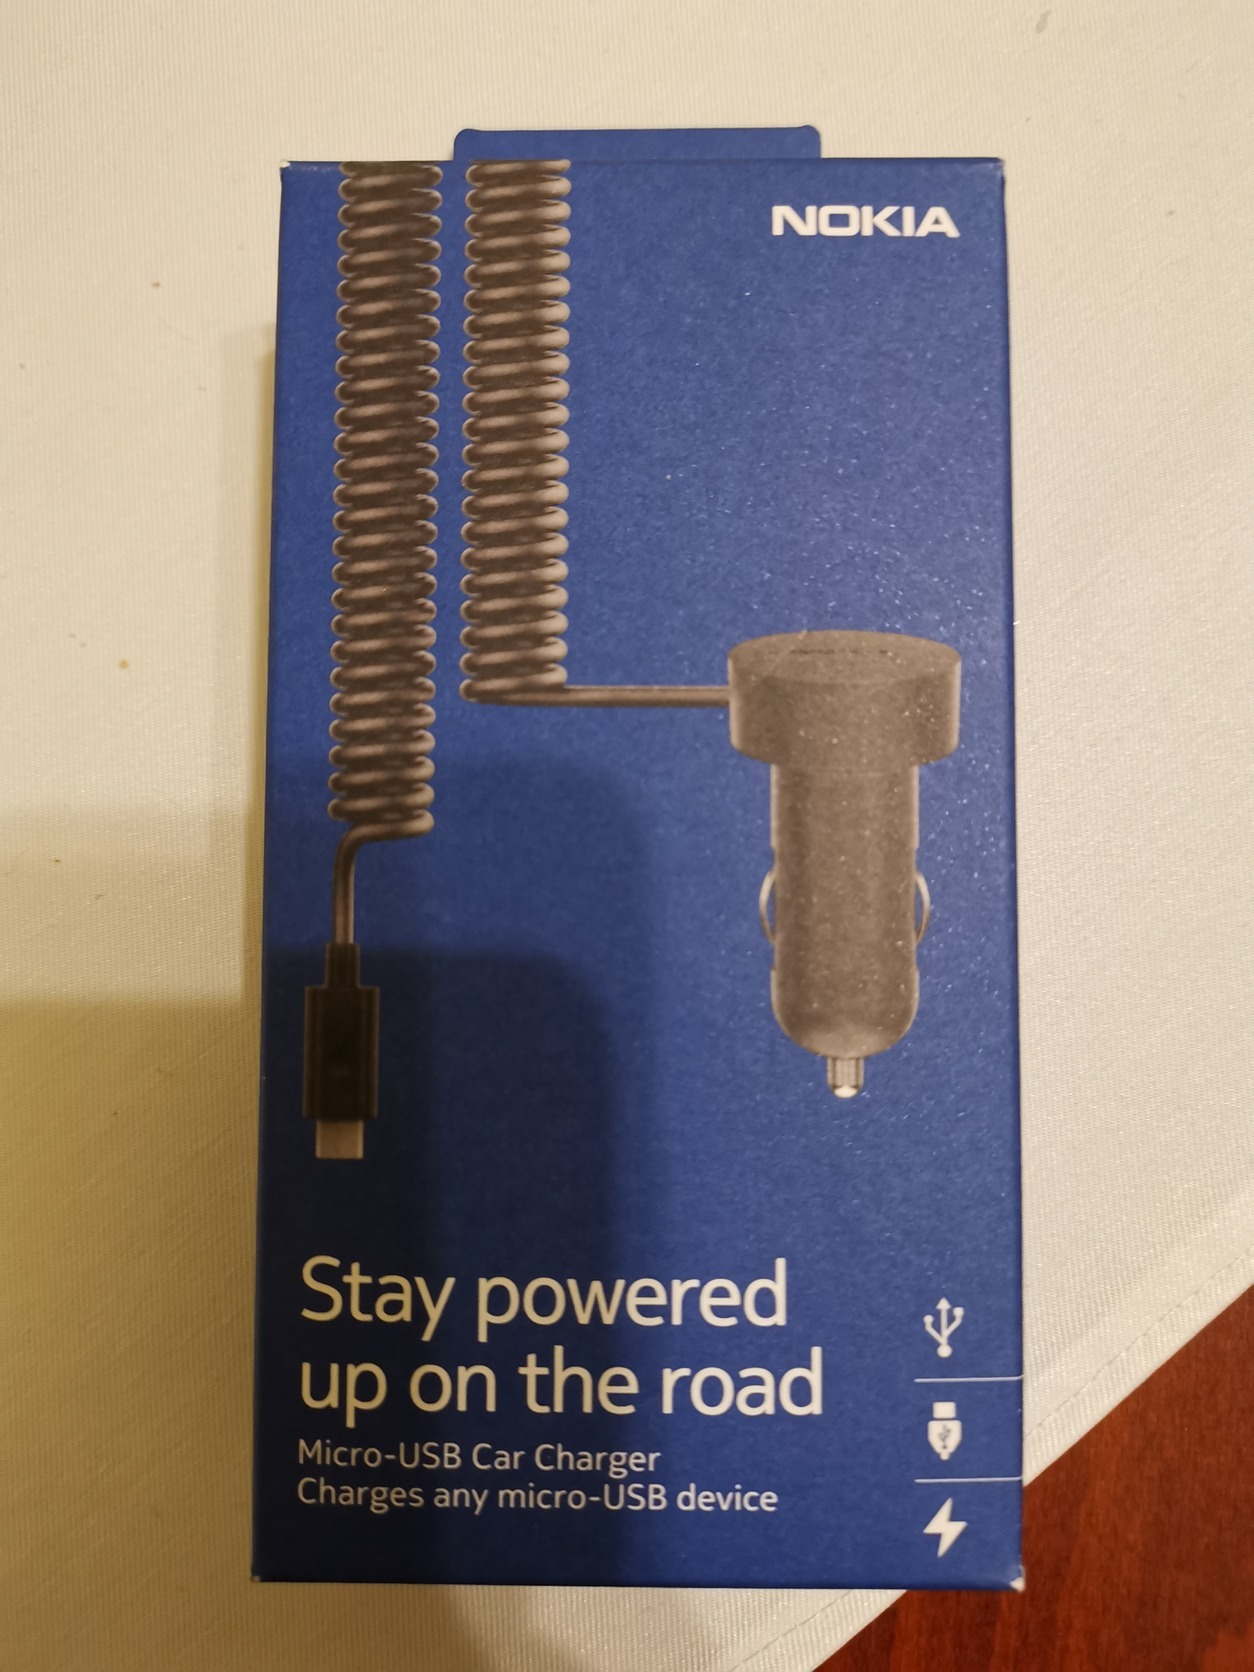 NOKIA
Stay powered
up on the road
Micro-USB Car Charger
Charges any micro-USB device